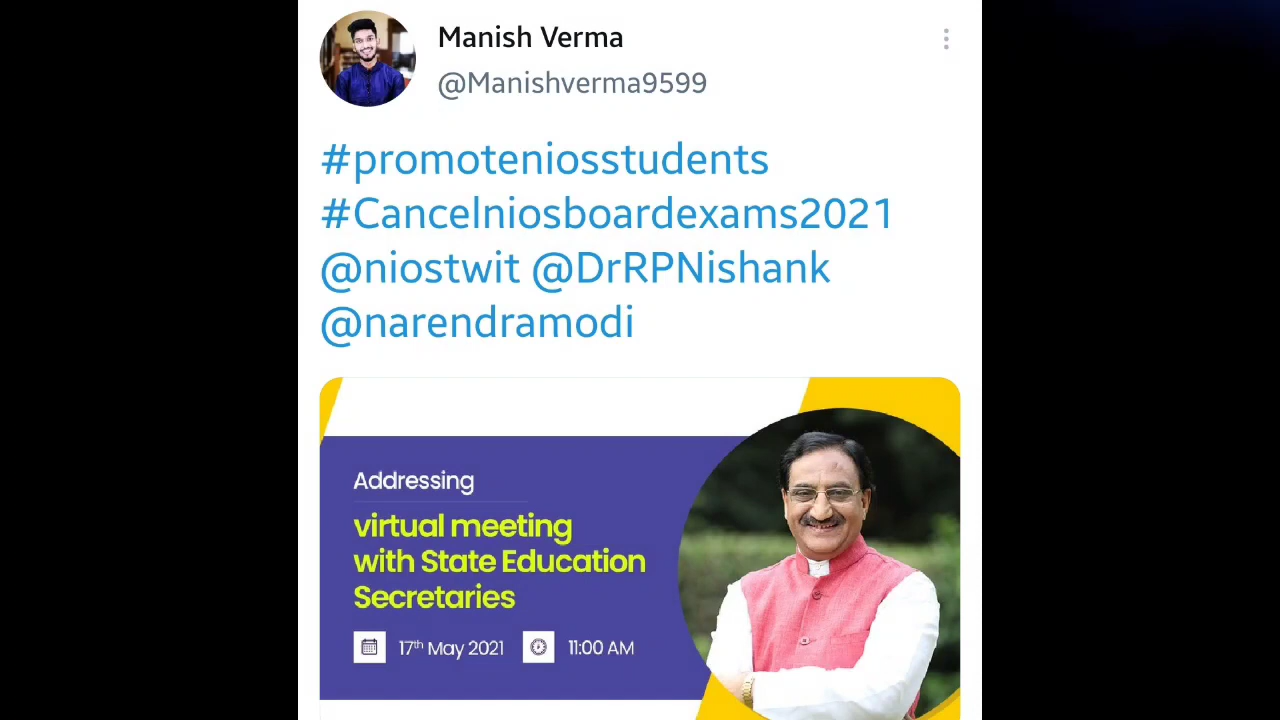 Manish Verma
@Manishverma9599
#promoteniosstudents
#Cancelniosboardexams2021
@niostwit @DrRPNishank
@narendramodi
Addressing
virtual meeting
with State Education
Secretaries
17th May 2021 11:00 AM